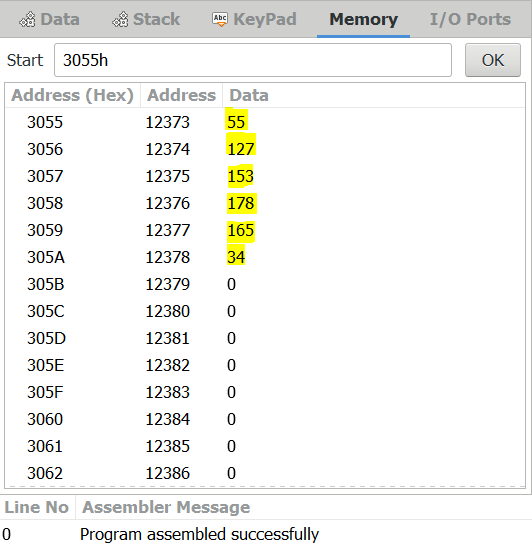 Data Stack Abc KeyPad Memory I/O Ports
Start 3055h OK
Address (Hex) Address Data
3055 12373 55
3056 12374 127
3057 12375 153
3058 12376 178
3059 12377 165
305A 12378 34
305B 12379 0
305C 12380 0
305D 12381 0
305E 12382 0
305F 12383 0
3060 12384 0
3061 12385 0
3062 12386 0
Line No Assembler Message
0 Program assembled successfully